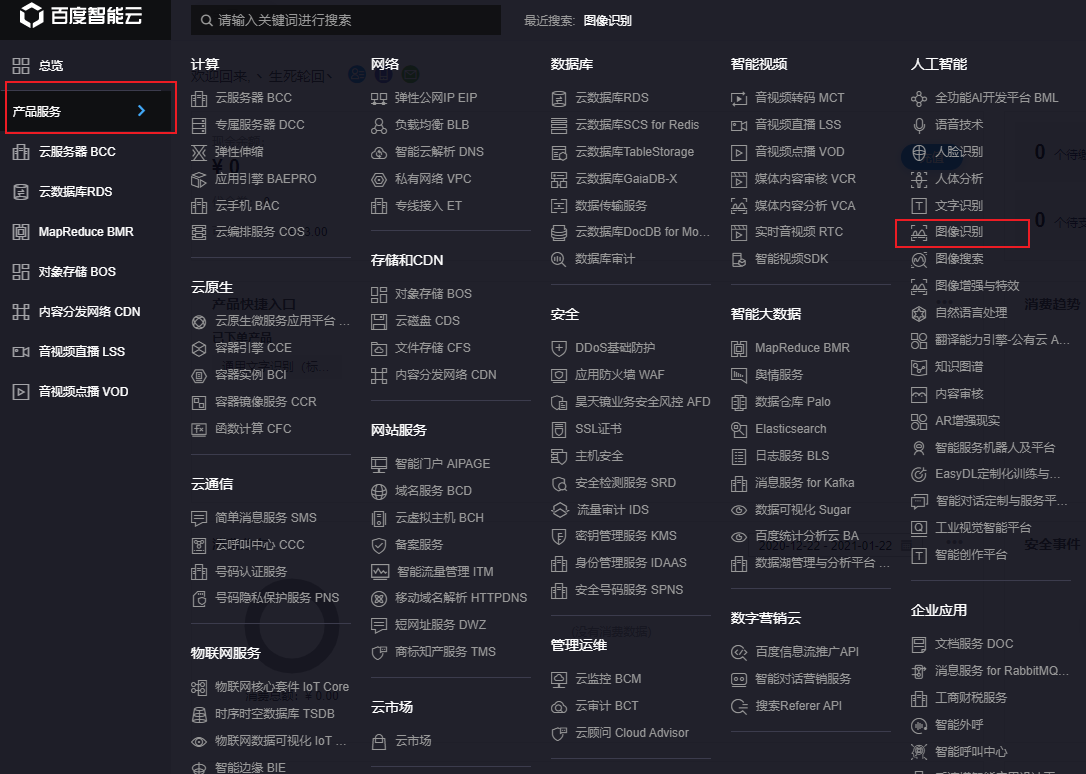 百度智能云
请输入关键词进行搜索
最近搜索: 图像识别
总览
产品服务
云服务器 BCC
云数据库RDS
MapReduce BMR
对象存储 BOS
内容分发网络 CDN
音视频直播 LSS
音视频点播 VOD
计算
欢迎回来, 、生死轮回、
云服务器 BCC
专属服务器 DCC
弹性伸缩
¥ 0
应用引擎 BAEPRO
云手机 BAC
云编排服务 COS
云原生
产品快捷入口
云原生微服务应用平台 ...
已下单产品
容器引擎 CCE
容器实例 BCI
容器镜像服务 CCR
函数计算 CFC
云通信
简单消息服务 SMS
云呼叫中心 CCC
号码认证服务
号码隐私保护服务 PNS
物联网服务
物联网核心套件 IoT Core
时序时空数据库 TSDB
物联网数据可视化 IoT ...
智能边缘 BIE
网络
弹性公网IP EIP
负载均衡 BLB
智能云解析 DNS
私有网络 VPC
专线接入 ET
存储和CDN
对象存储 BOS
云磁盘 CDS
文件存储 CFS
内容分发网络 CDN
网站服务
智能门户 AIPAGE
域名服务 BCD
云虚拟主机 BCH
备案服务
智能流量管理 ITM
移动域名解析 HTTPDNS
短网址服务 DWZ
商标知产服务 TMS
云市场
云市场
数据库
云数据库RDS
云数据库SCS for Redis
云数据库TableStorage
云数据库GaiaDB-X
数据传输服务
云数据库DocDB for Mo...
数据库审计
安全
DDoS基础防护
应用防火墙 WAF
昊天镜业务安全风控 AFD
SSL证书
主机安全
安全检测服务 SRD
流量审计 IDS
密钥管理服务 KMS
身份管理服务 IDAAS
安全号码服务 SPNS
管理运维
云监控 BCM
云审计 BCT
云顾问 Cloud Advisor
智能视频
音视频转码 MCT
音视频直播 LSS
音视频点播 VOD
媒体内容审核 VCR
媒体内容分析 VCA
实时音视频 RTC
智能视频SDK
智能大数据
MapReduce BMR
舆情服务
数据仓库 Palo
Elasticsearch
日志服务 BLS
消息服务 for Kafka
数据可视化 Sugar
百度统计分析云 BA
2020-12-22 - 2021-01-22
数据湖管理与分析平台 ...
数字营销云
百度信息流推广API
智能对话营销服务
搜索Referer API
人工智能
全功能AI开发平台 BML
语音技术
人脸识别
0
人体分析
文字识别
0
图像识别
图像搜索
图像增强与特效
消费趋势
自然语言处理
翻译能力引擎-公有云 A...
知识图谱
内容审核
AR增强现实
智能服务机器人及平台
EasyDL定制化训练与...
智能对话定制与服务平...
工业视觉智能平台
安全事件
智能创作平台
企业应用
文档服务 DOC
消息服务 for RabbitMQ...
工商财税服务
智能外呼
智能呼叫中心